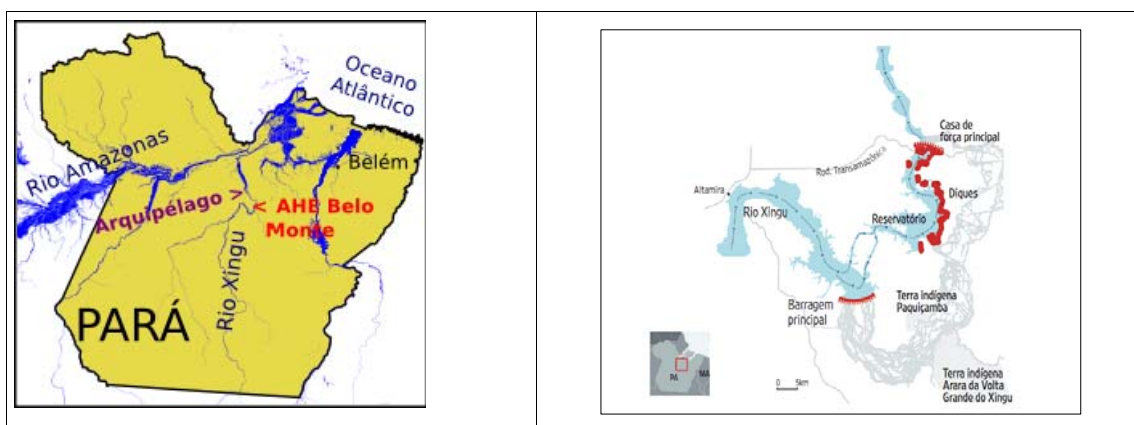 Oceano
Atlântico
Rio Amazonas
Belém
Arquipélago >
< AHE Belo
Monte
Rio Xingu
PARÁ
Casa de
força principal
Rod. Transamazônica
Altamira
Diques
Rio Xingu
Reservatório
Barragem
principal
Terra indígena
Paquiçamba
PA
MA
0 5km
Terra indígena
Arara da Volta
Grande do Xingu